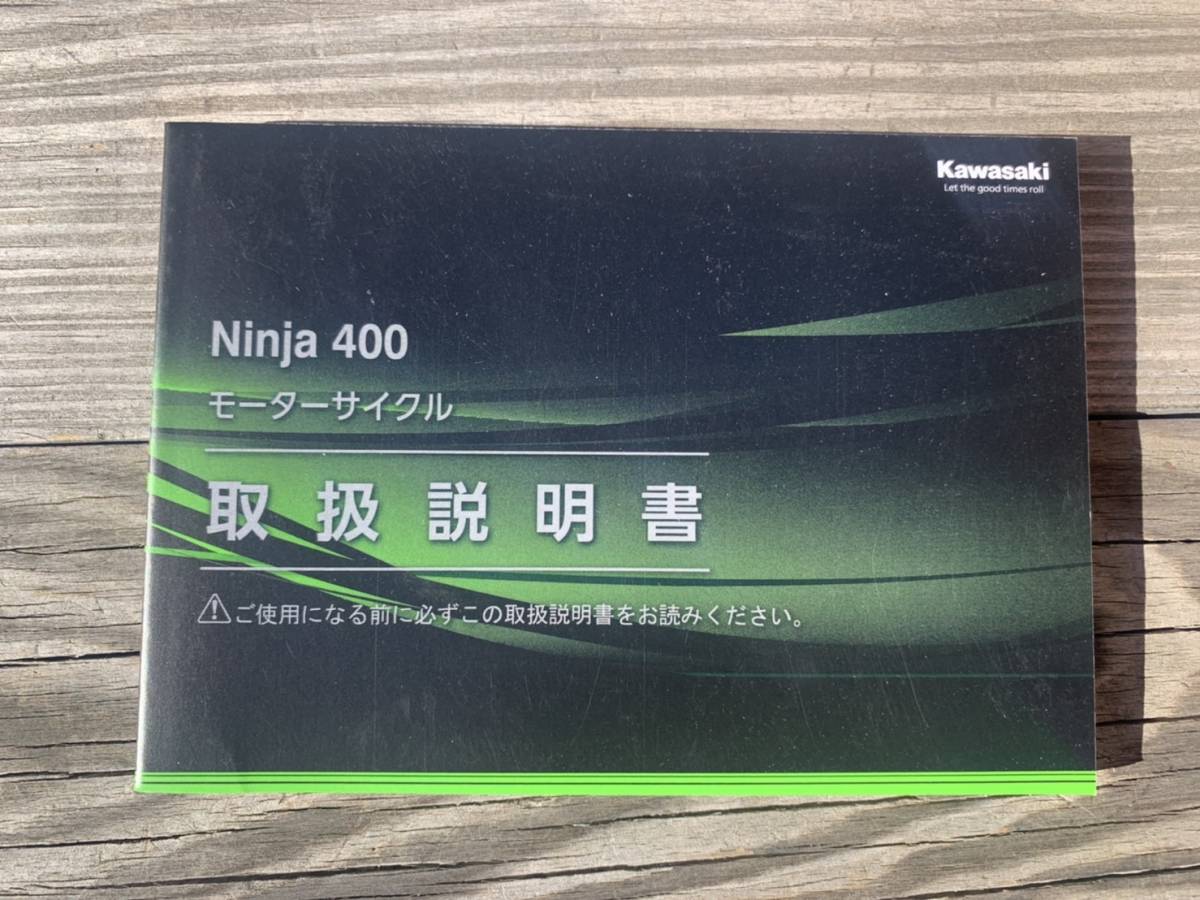 Kawasaki
Let the good times roll
Ninja 400
モーターサイクル
取扱説明書
⚠ご使用になる前に必ずこの取扱説明書をお読みください。